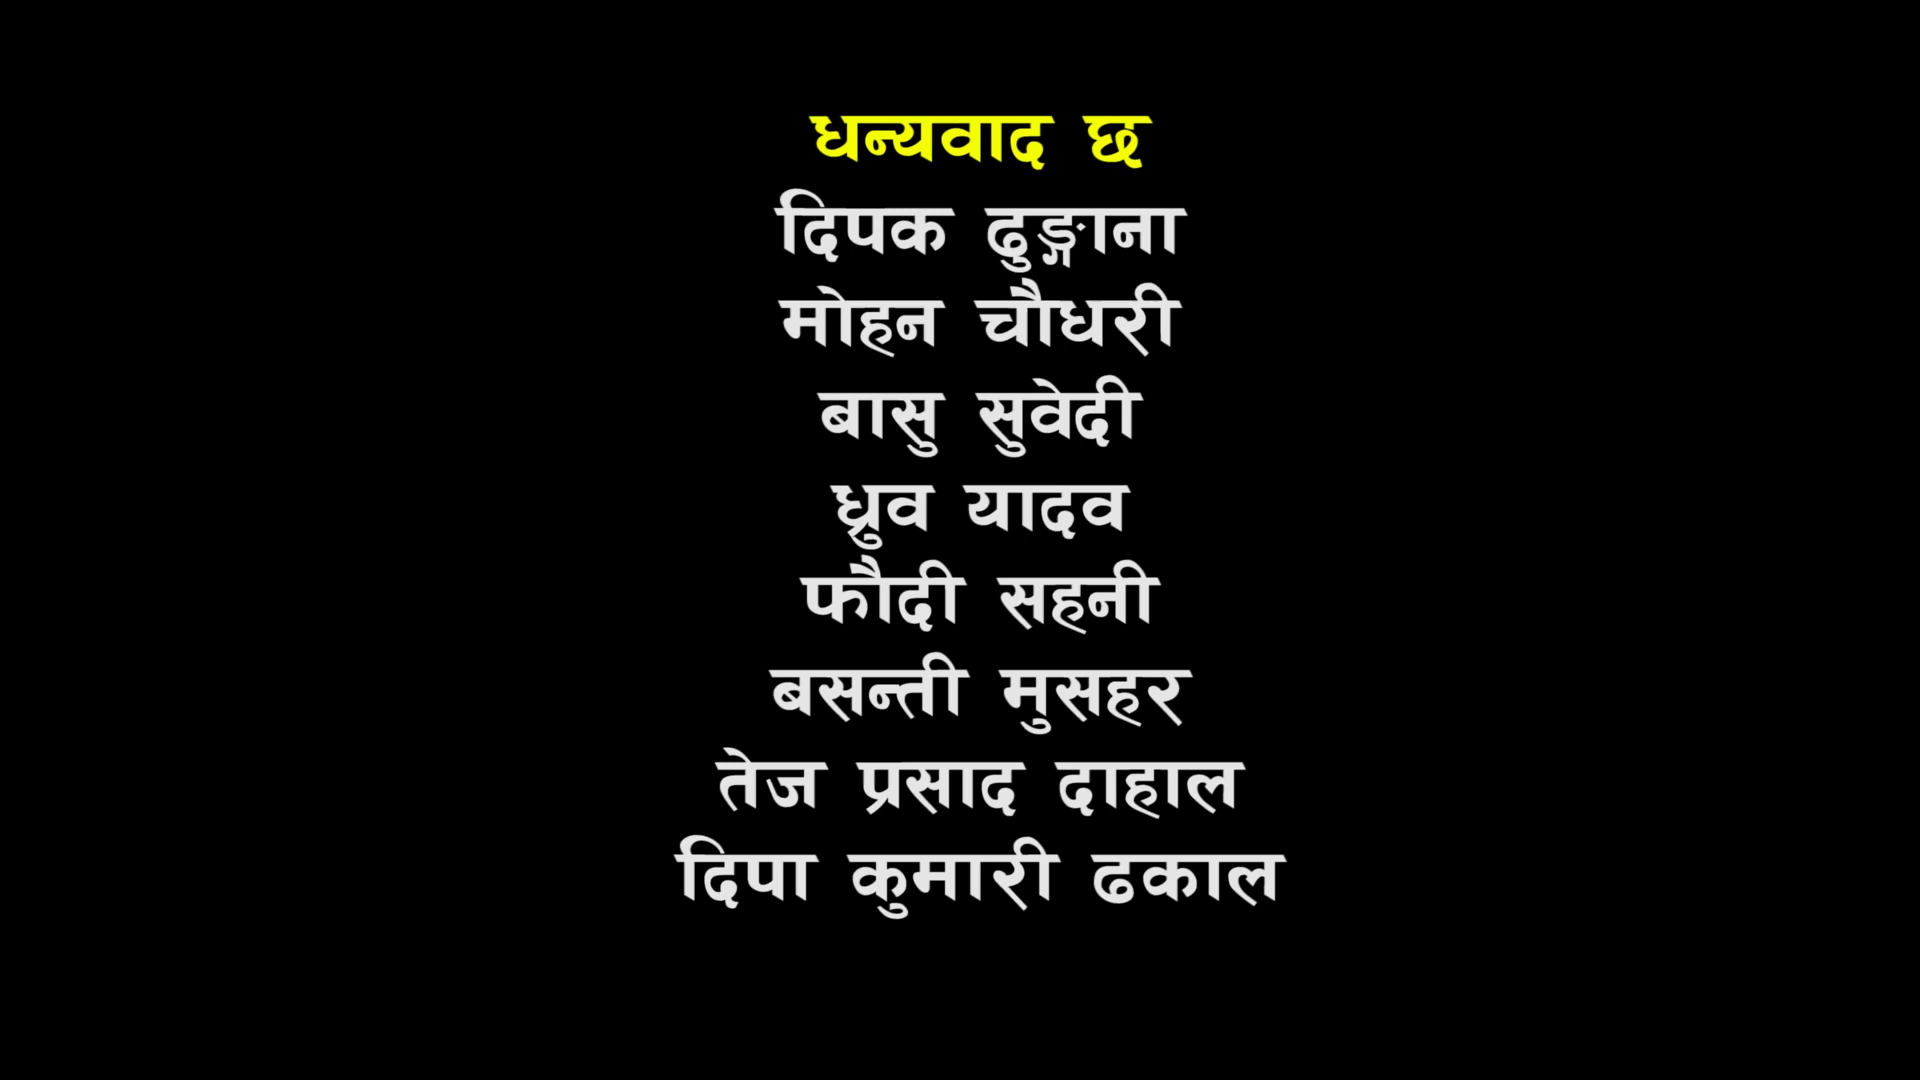 धन्यवाद छ
दिपक ढुङ्गाना
मोहन चौधरी
बासु सुवेदी
ध्रुव यादव
फौदी सहनी
बसन्ती मुसहर
तेज प्रसाद दाहाल
दिपा कुमारी ढकाल